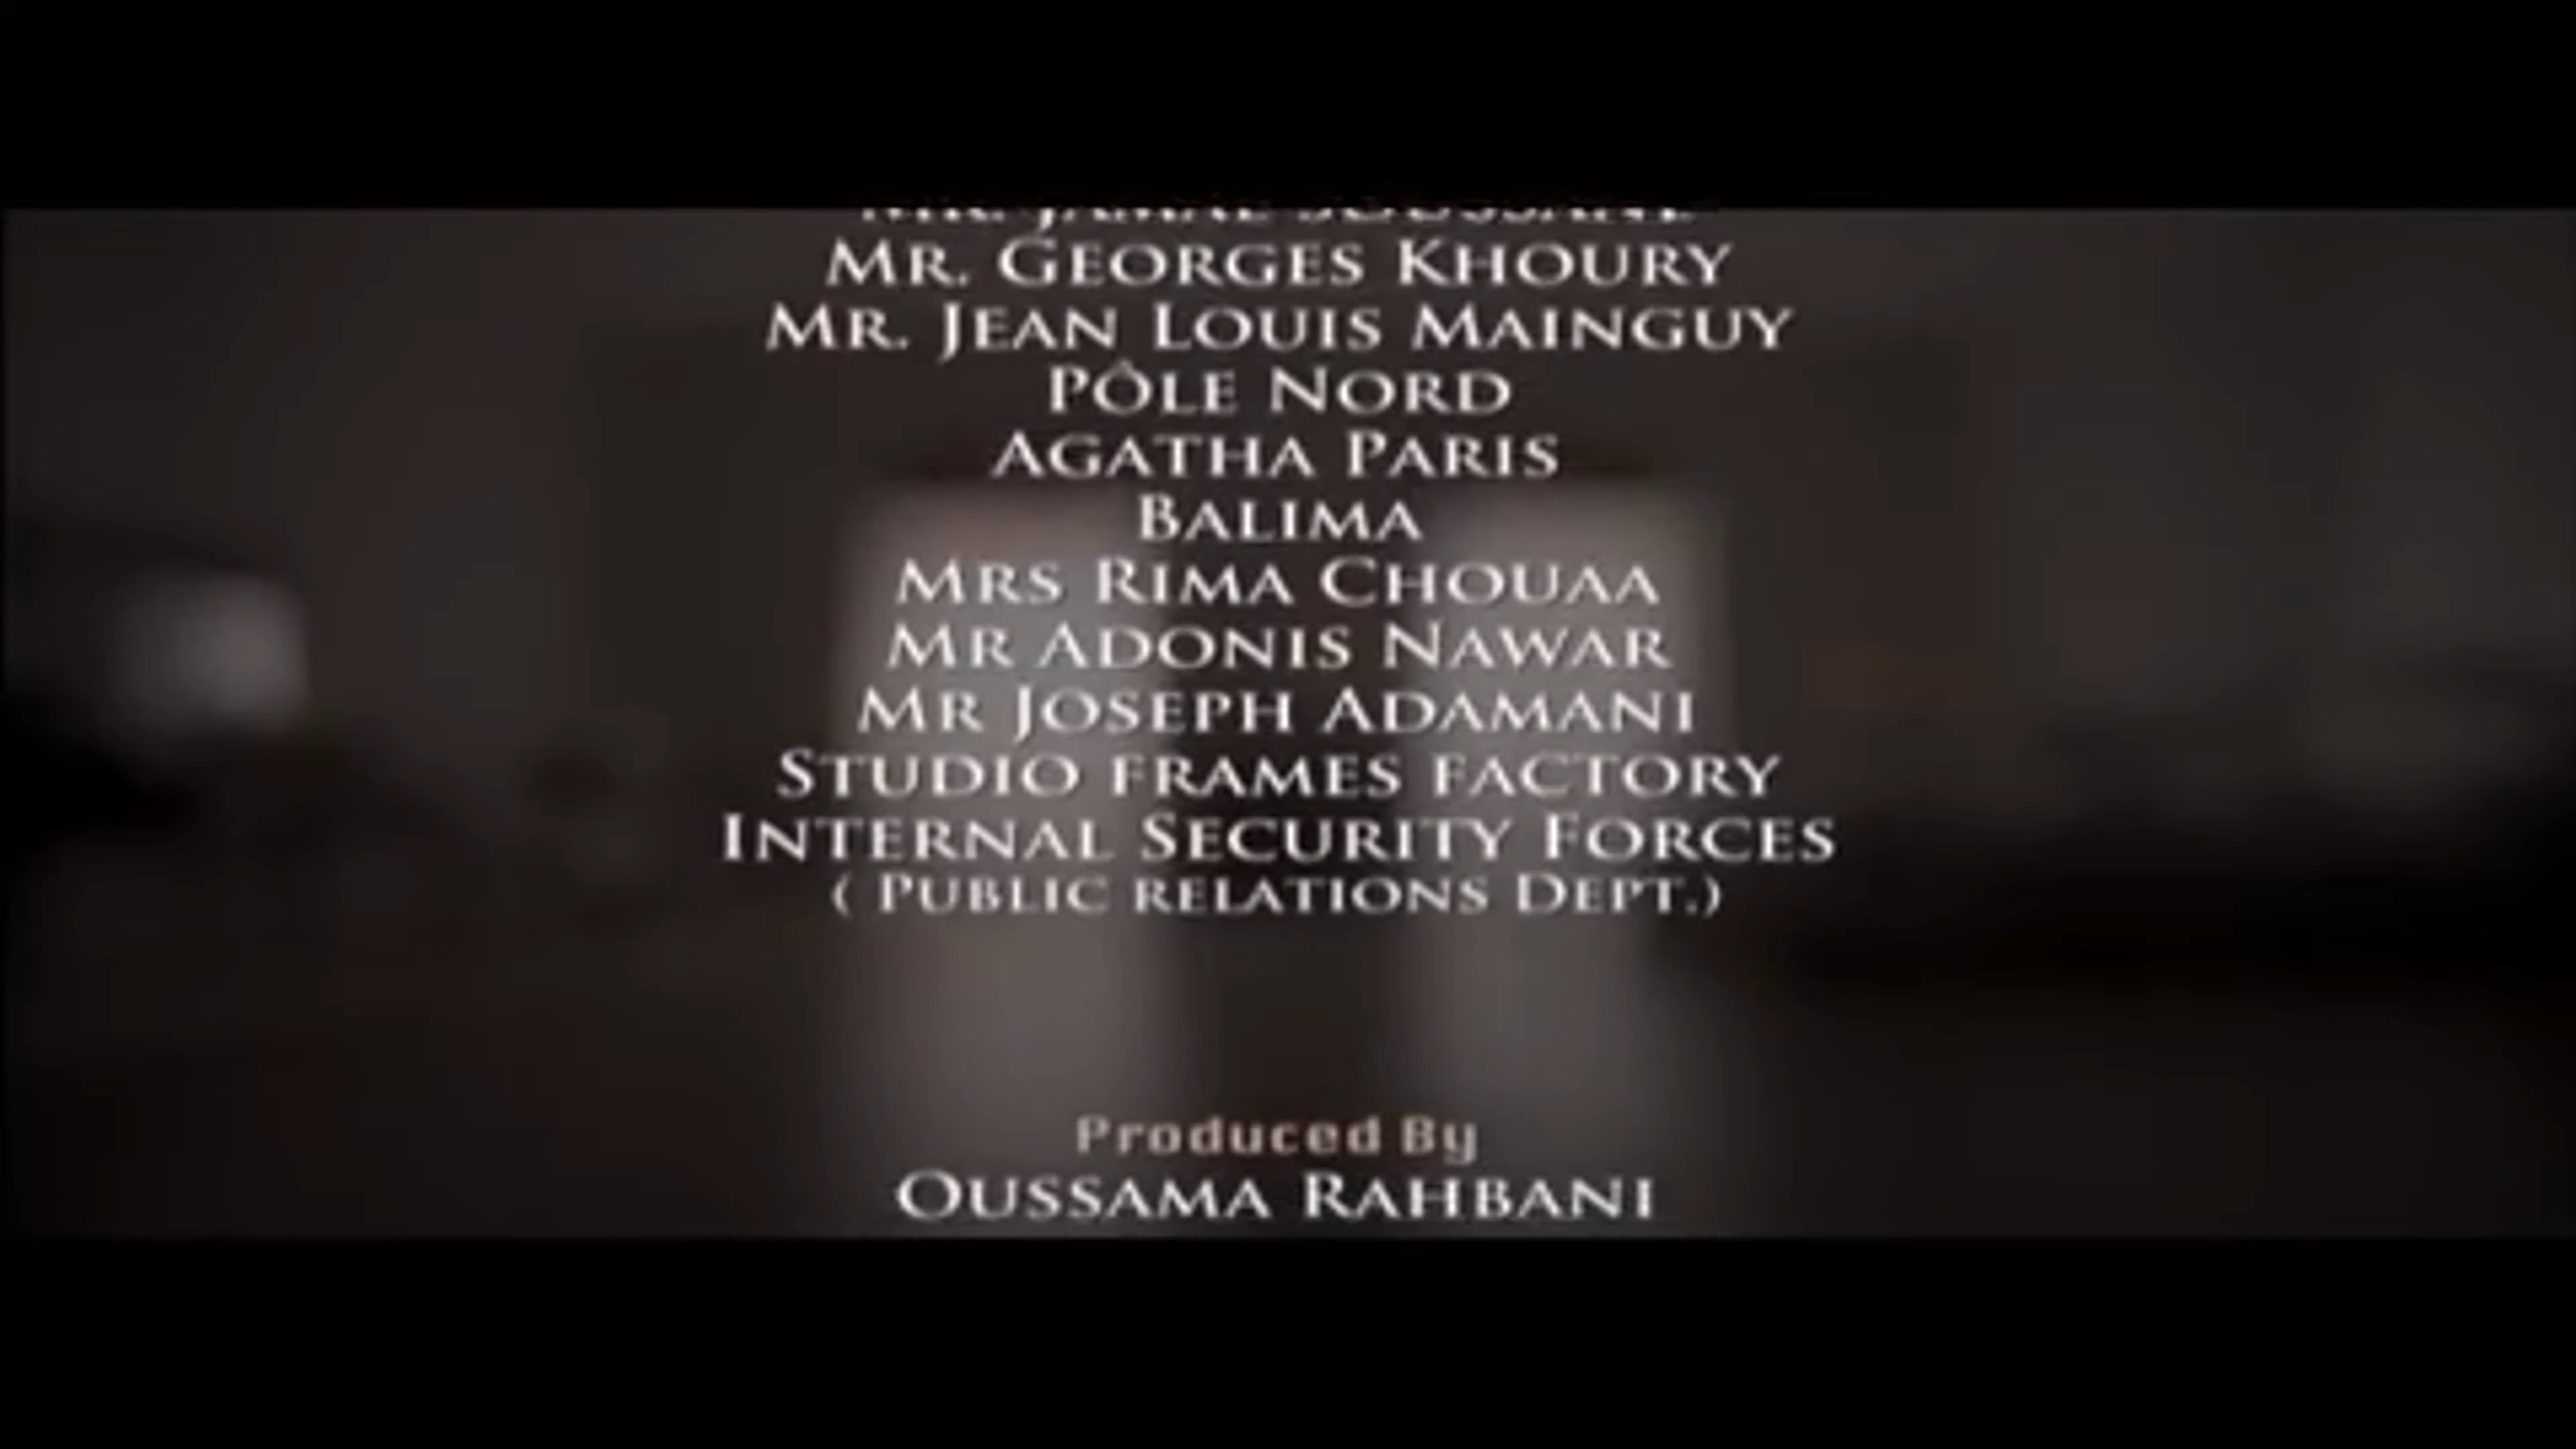 Mr. Georges Khoury
Mr. Jean Louis Mainguy
Pôle Nord
Agatha Paris
Balima
Mrs Rima Chouaa
Mr Adonis Nawar
Mr Joseph Adamani
Studio frames factory
Internal Security Forces
( Public relations Dept.)
Produced By
Oussama Rahbani